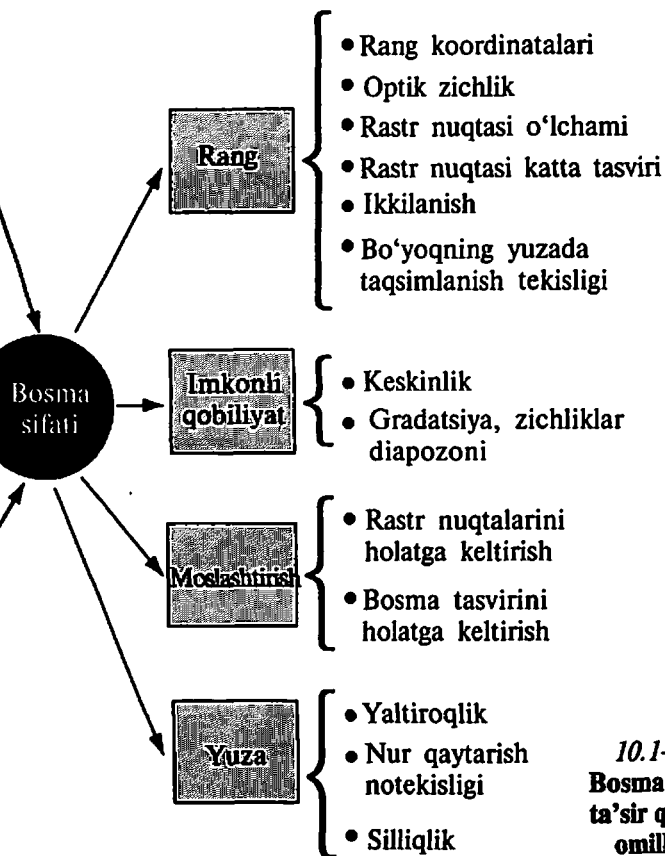 Rang
• Rang koordinatalari
• Optik zichlik
• Rastr nuqtasi o‘lchami
• Rastr nuqtasi katta tasviri
• Ikkilanish
• Bo‘yoqning yuzada
taqsimlanish tekisligi
Bosma
sifati
Imkonli
qobiliyat
• Keskinlik
• Gradatsiya, zichliklar
diapozoni
Moslashtirish
• Rastr nuqtalarini
holatga keltirish
• Bosma tasvirini
holatga keltirish
Yuza
• Yaltiroqlik
• Nur qaytarish
notekisligi
• Silliqlik
10.1-
Bosma
ta’sir